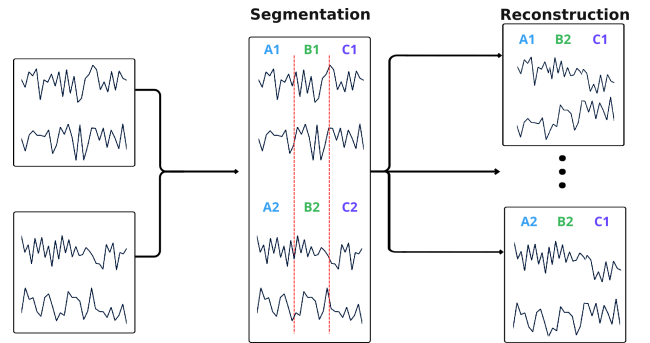 Segmentation
Reconstruction
A1 B1 C1
A2 B2 C2
A1 B2 C1
A2 B2 C1